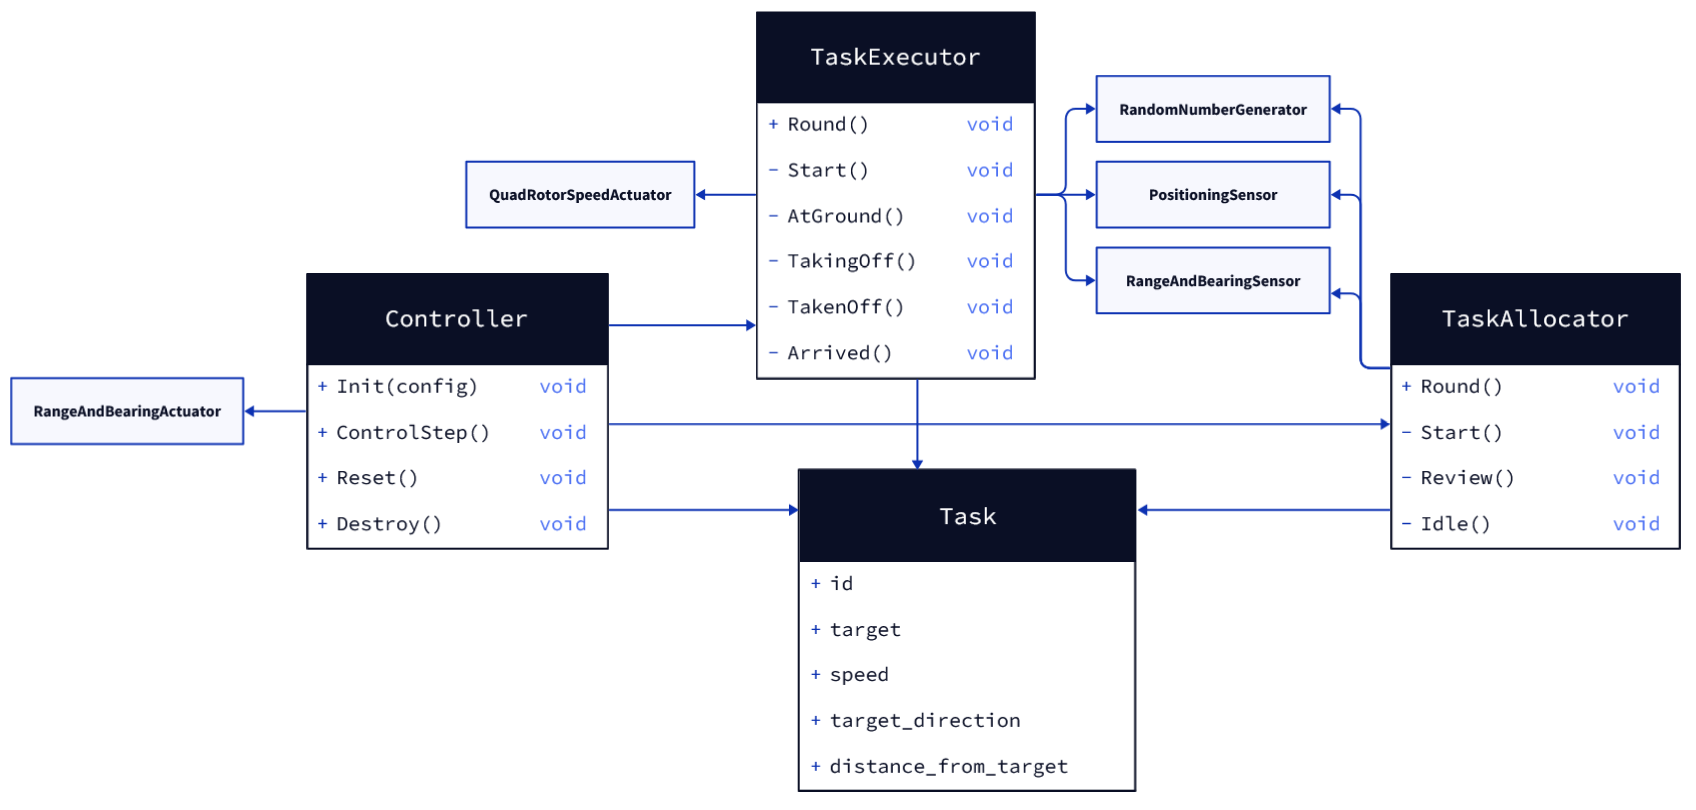 TaskExecutor
+ Round() void
- Start() void
- AtGround() void
- TakingOff() void
- TakenOff() void
- Arrived() void
QuadRotorSpeedActuator
RandomNumberGenerator
PositioningSensor
RangeAndBearingSensor
Controller
+ Init(config) void
+ ControlStep() void
+ Reset() void
+ Destroy() void
RangeAndBearingActuator
TaskAllocator
+ Round() void
- Start() void
- Review() void
- Idle() void
Task
+ id
+ target
+ speed
+ target_direction
+ distance_from_target